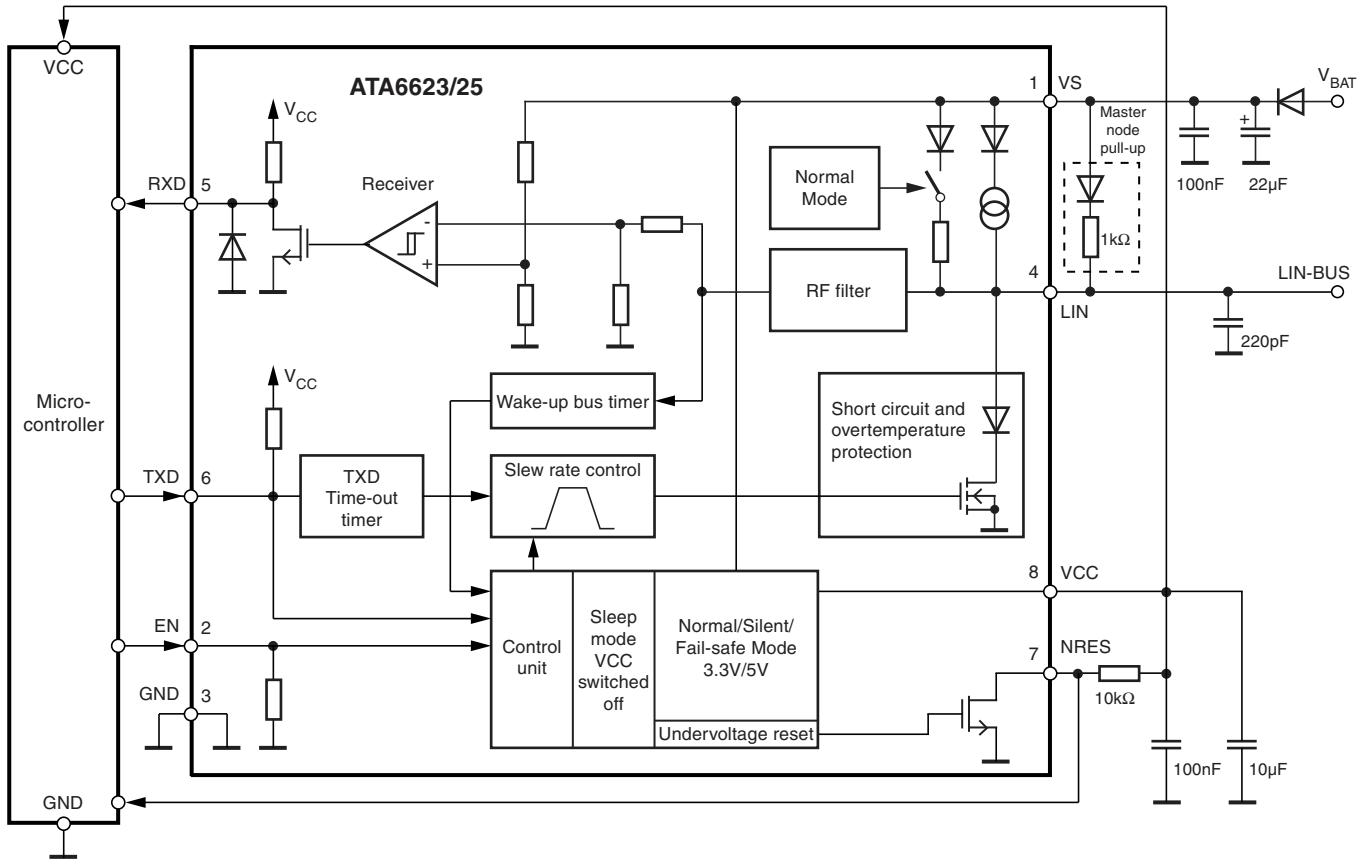 VCC
ATA6623/25
1
VS
V_BAT
Master
node
pull-up
V_CC
RXD
5
Receiver
-
+
Normal
Mode
+
100nF
22µF
1kΩ
RF filter
4
LIN
LIN-BUS
220pF
Micro-
controller
V_CC
Wake-up bus timer
Short circuit and
overtemperature
protection
TXD
6
TXD
Time-out
timer
Slew rate control
EN
2
GND
3
Control
unit
Sleep
mode
VCC
switched
off
Normal/Silent/
Fail-safe Mode
3.3V/5V
Undervoltage reset
8
VCC
7
NRES
10kΩ
100nF
10µF
GND